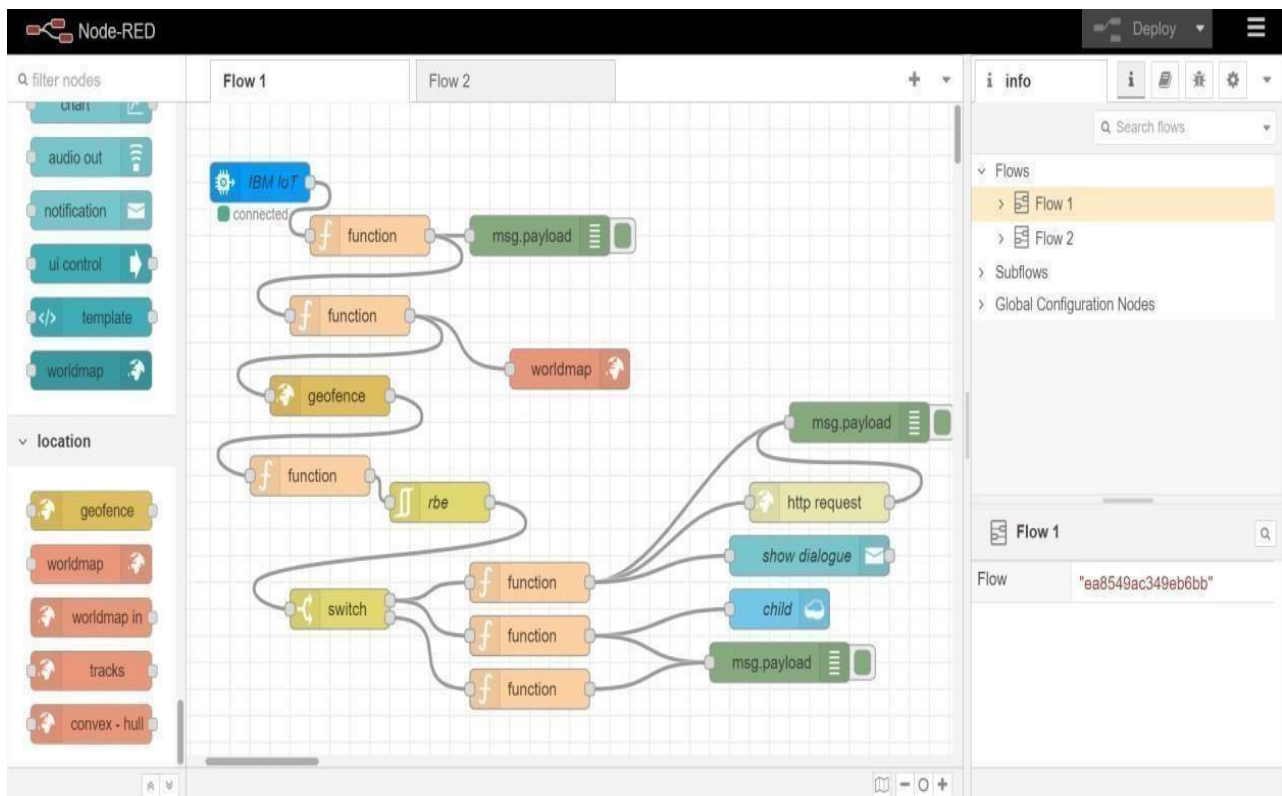 Node-RED
Deploy
filter nodes
chart
audio out
notification
ui control
template
worldmap
location
geofence
worldmap
worldmap in
tracks
convex - hull
Flow 1
Flow 2
IBM IoT
connected
function
msg.payload
function
worldmap
geofence
msg.payload
function
rbe
http request
show dialogue
function
switch
child
function
msg.payload
function
i info
i
Search flows
Flows
Flow 1
Flow 2
Subflows
Global Configuration Nodes
Flow 1
Flow "ea8549ac349eb6bb"